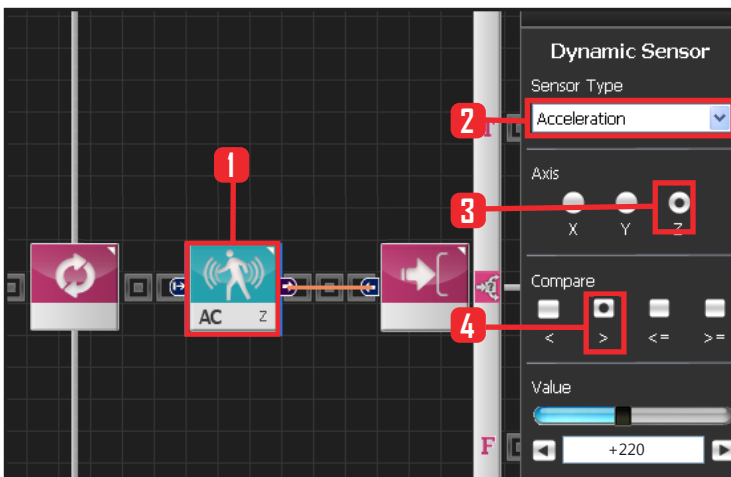 Dynamic Sensor
Sensor Type
2
Acceleration
T
1
Axis
3
X Y Z
Compare
AC Z
4
< > <= >=
Value
F
+220